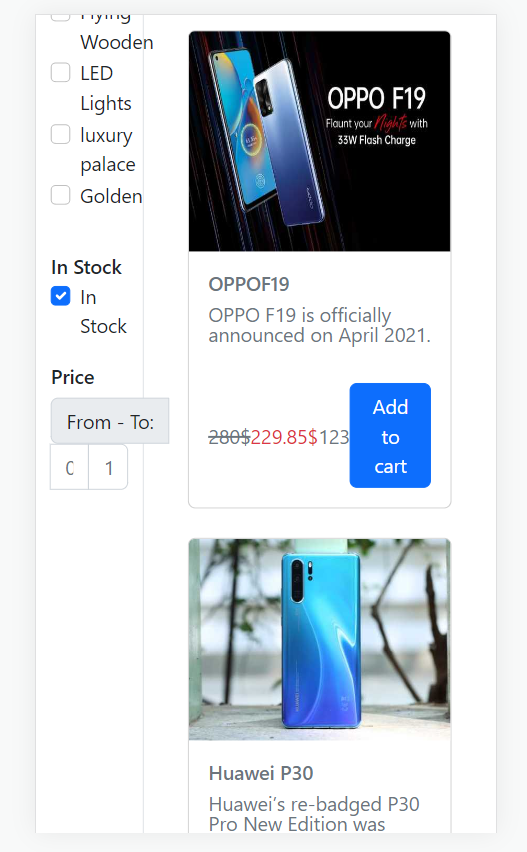 Flying
Wooden
LED
Lights
luxury
palace
Golden
In Stock
In
Stock
Price
From - To:
1
OPPO F19
Flaunt your Nights with
33W Flash Charge
OPPOF19
OPPO F19 is officially
announced on April 2021.
280$229.85$123
Add
to
cart
Huawei P30
Huawei’s re-badged P30
Pro New Edition was